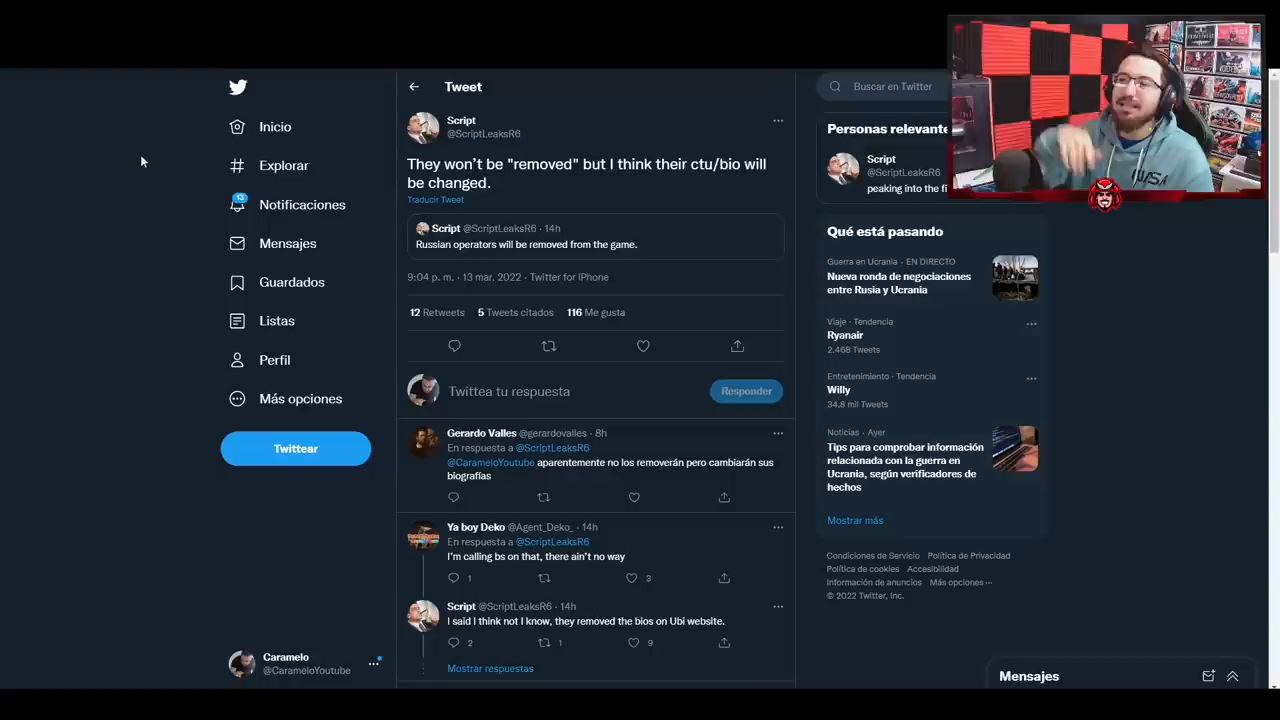 Inicio
Explorar
13
Notificaciones
Mensajes
Guardados
Listas
Perfil
Más opciones
Twittear
Caramelo
@CarameloYoutube
Tweet
Script
@ScriptLeaksR6
They won’t be "removed" but I think their ctu/bio will
be changed.
Traducir Tweet
Script @ScriptLeaksR6 · 14h
Russian operators will be removed from the game.
9:04 p. m. · 13 mar. 2022 · Twitter for iPhone
12 Retweets 5 Tweets citados 116 Me gusta
Twittea tu respuesta
Responder
Gerardo Valles @gerardovalles · 8h
En respuesta a @ScriptLeaksR6
@CarameloYoutube aparentemente no los removerán pero cambiarán sus
biografías
Ya boy Deko @Agent_Deko_ · 14h
En respuesta a @ScriptLeaksR6
I’m calling bs on that, there ain’t no way
1 3
Script @ScriptLeaksR6 · 14h
I said I think not I know, they removed the bios on Ubi website.
2 1 9
Mostrar respuestas
Buscar en Twitter
Personas relevante
Script
@ScriptLeaksR6
peaking into the fi
Qué está pasando
Guerra en Ucrania · EN DIRECTO
Nueva ronda de negociaciones
entre Rusia y Ucrania
Viaje · Tendencia
Ryanair
2.468 Tweets
Entretenimiento · Tendencia
Willy
34,8 mil Tweets
Noticias · Ayer
Tips para comprobar información
relacionada con la guerra en
Ucrania, según verificadores de
hechos
Mostrar más
Condiciones de Servicio Política de Privacidad
Política de cookies Accesibilidad
Información de anuncios Más opciones ···
© 2022 Twitter, Inc.
Mensajes